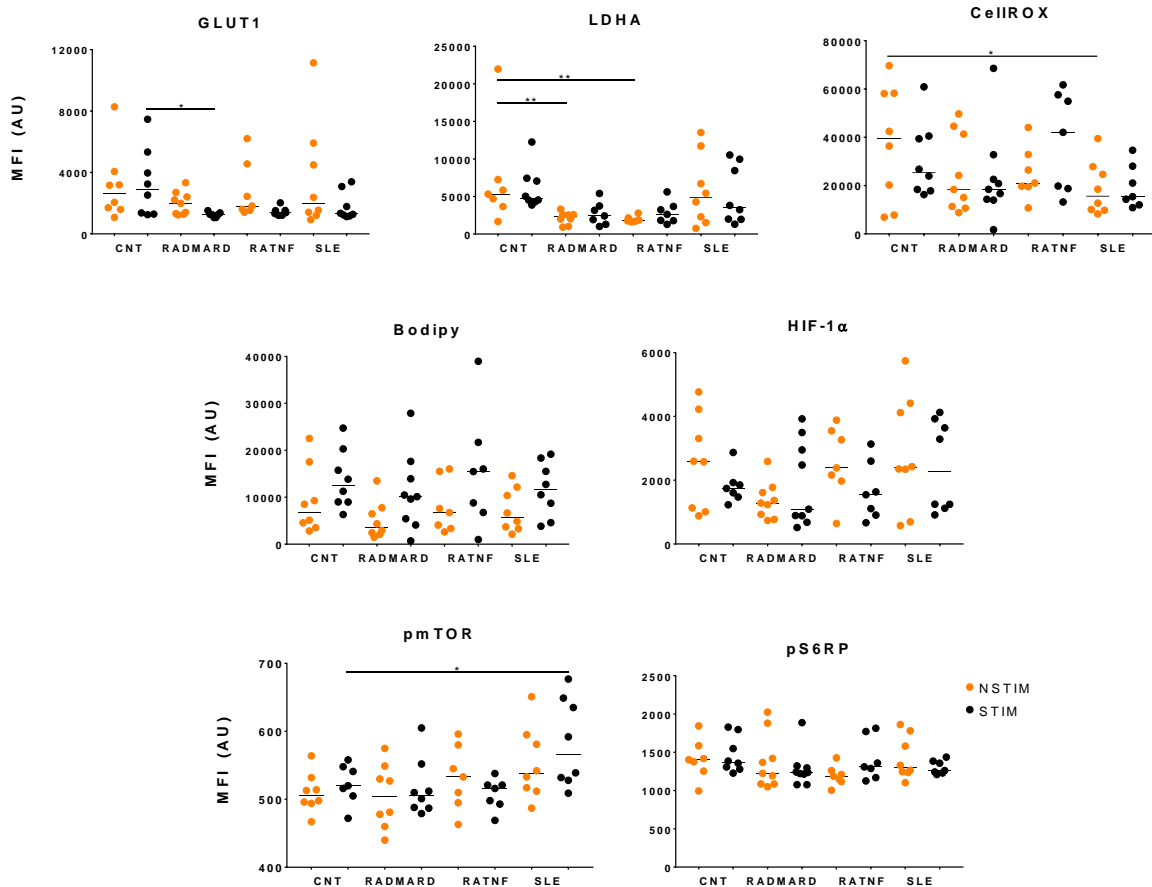 GLUT1
LDHA
CellROX
MFI (AU)
12000
8000
4000
0
*
CNT RADMARD RATNF SLE
25000
20000
15000
10000
5000
0
**
**
CNT RADMARD RATNF SLE
80000
60000
40000
20000
0
*
CNT RADMARD RATNF SLE
Bodipy
HIF-1α
MFI (AU)
40000
30000
20000
10000
0
CNT RADMARD RATNF SLE
6000
4000
2000
0
CNT RADMARD RATNF SLE
pmTOR
pS6RP
MFI (AU)
700
600
500
400
*
CNT RADMARD RATNF SLE
2500
2000
1500
1000
500
0
CNT RADMARD RATNF SLE
NSTIM
STIM